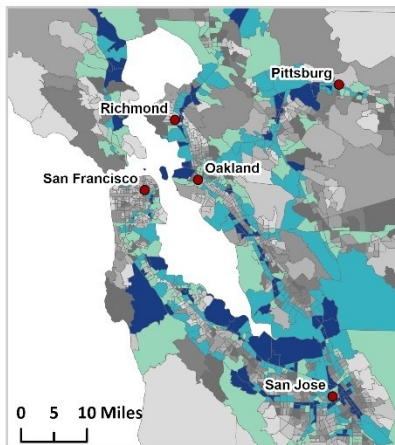 Pittsburg
Richmond
Oakland
San Francisco
San Jose
0 5 10 Miles